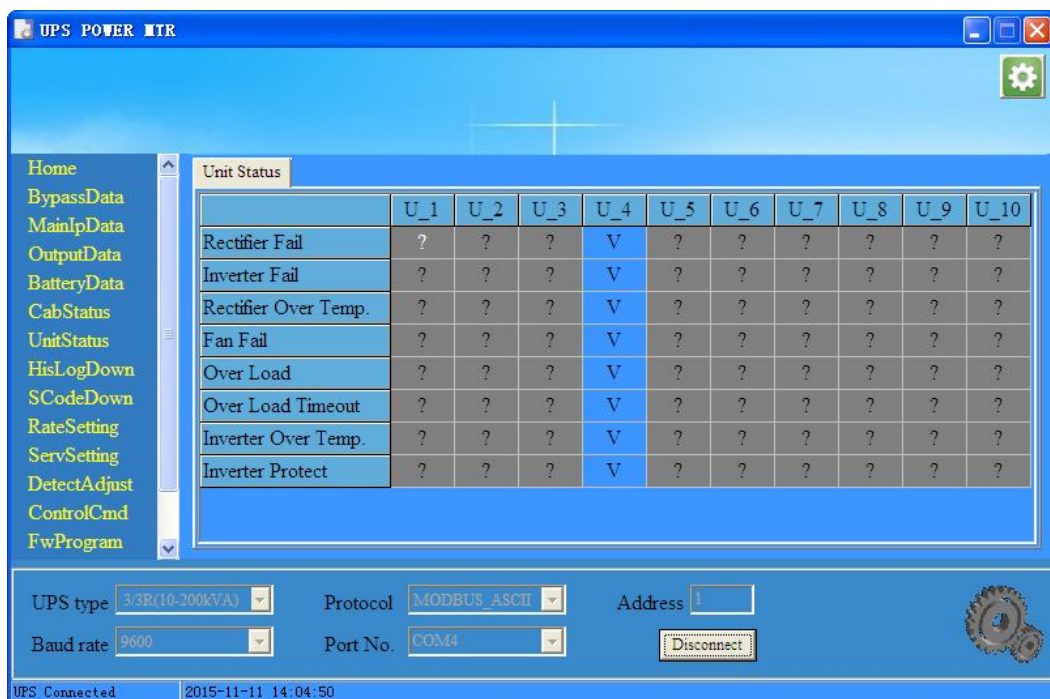 UPS POWER MTR
Home
BypassData
MainIpData
OutputData
BatteryData
CabStatus
UnitStatus
HisLogDown
SCodeDown
RateSetting
ServSetting
DetectAdjust
ControlCmd
FwProgram
Unit Status
U_1 U_2 U_3 U_4 U_5 U_6 U_7 U_8 U_9 U_10
Rectifier Fail ? ? ? V ? ? ? ? ? ?
Inverter Fail ? ? ? V ? ? ? ? ? ?
Rectifier Over Temp. ? ? ? V ? ? ? ? ? ?
Fan Fail ? ? ? V ? ? ? ? ? ?
Over Load ? ? ? V ? ? ? ? ? ?
Over Load Timeout ? ? ? V ? ? ? ? ? ?
Inverter Over Temp. ? ? ? V ? ? ? ? ? ?
Inverter Protect ? ? ? V ? ? ? ? ? ?
UPS type 3/3R(10-200kVA) Protocol MODBUS_ASCII Address 1
Baud rate 9600 Port No. COM4 Disconnect
UPS Connected 2015-11-11 14:04:50